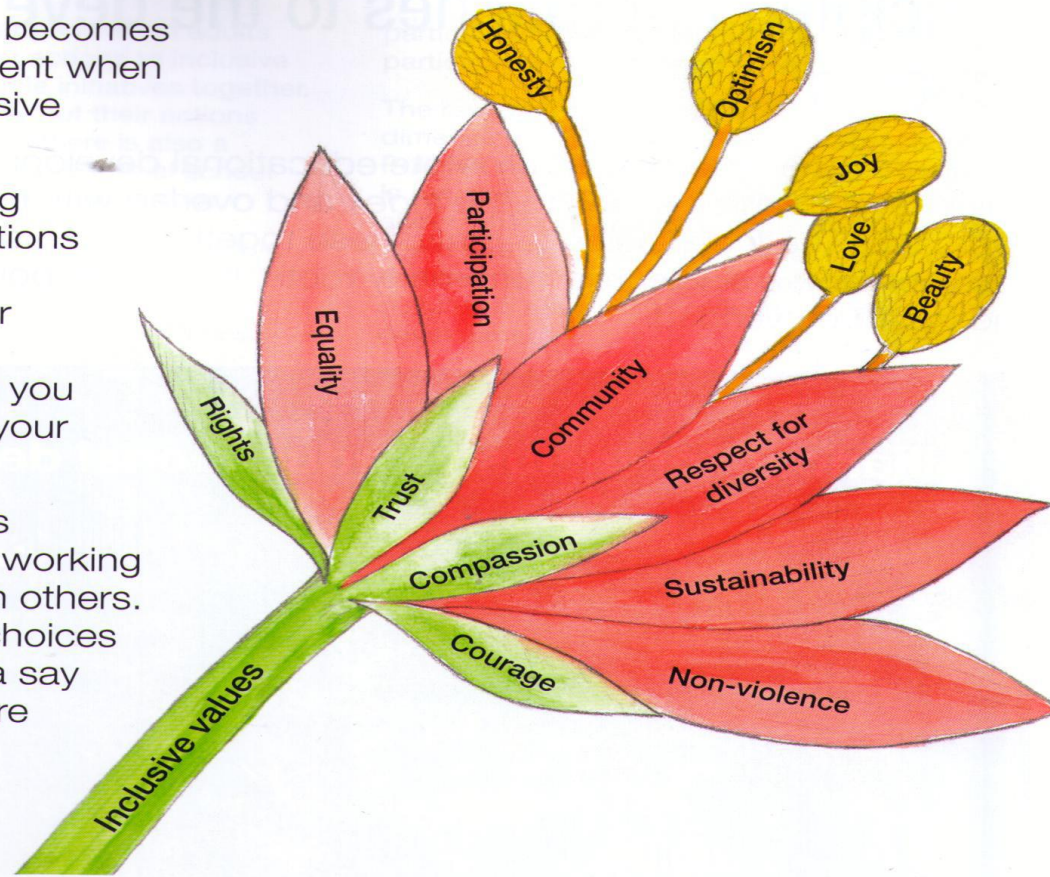 becomes
ent when
sive
g
tions
r
you
your
s
working
others.
choices
a say
re
Honesty
Optimism
Joy
Love
Beauty
Participation
Equality
Community
Respect for
diversity
Rights
Trust
Compassion
Sustainability
Courage
Non-violence
Inclusive values